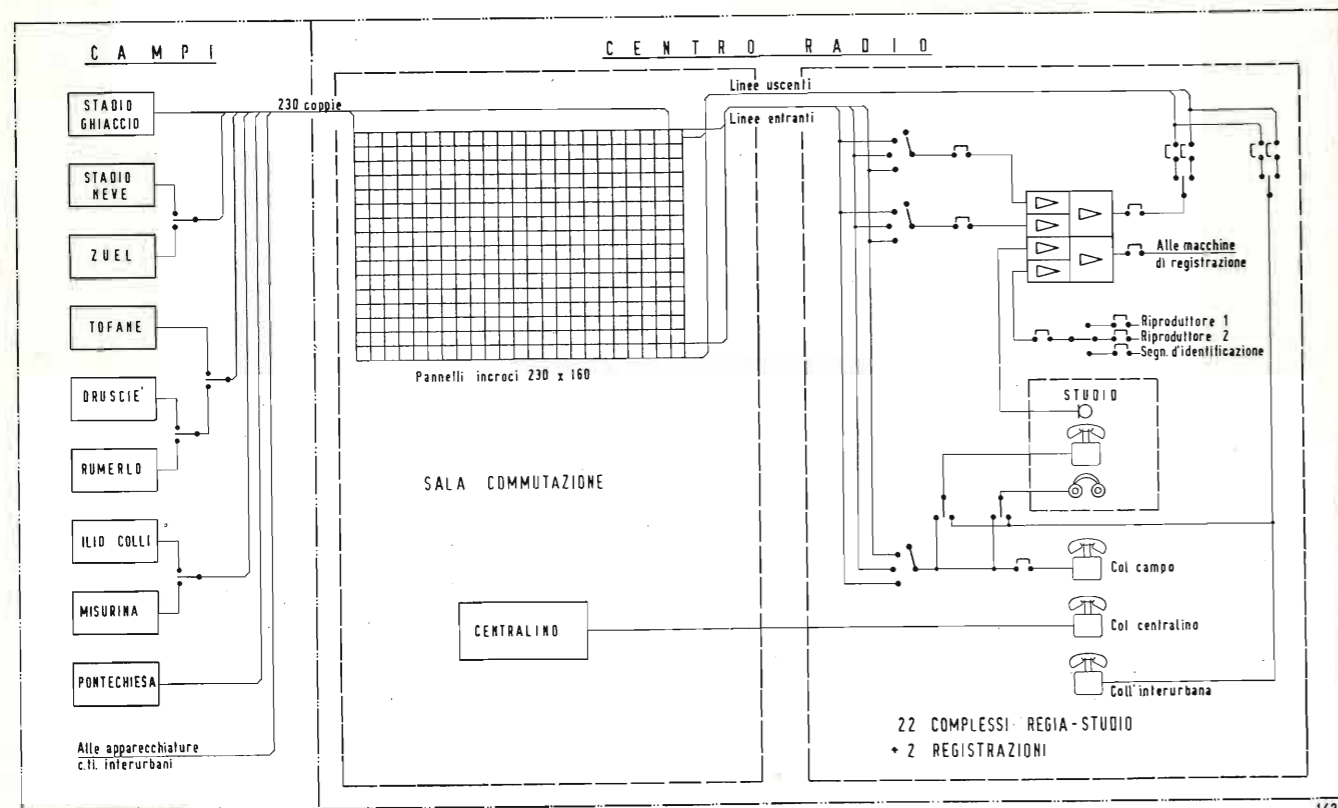 CAMPI
CENTRO RADIO
STADIO
GHIACCIO
STADIO
NEVE
ZUEL
TOFANE
DRUSCIE'
RUMERLO
ILIO COLLI
MISURINA
PONTECHIESA
Alle apparecchiature
c.ti. interurbani
230 coppie
Pannelli incroci 230 x 160
SALA COMMUTAZIONE
CENTRALINO
Linee uscenti
Linee entranti
Alle macchine
di registrazione
Riproduttore 1
Riproduttore 2
Segn. d'identificazione
STUDIO
Col campo
Col centralino
Coll'interurbana
22 COMPLESSI REGIA-STUDIO
+ 2 REGISTRAZIONI